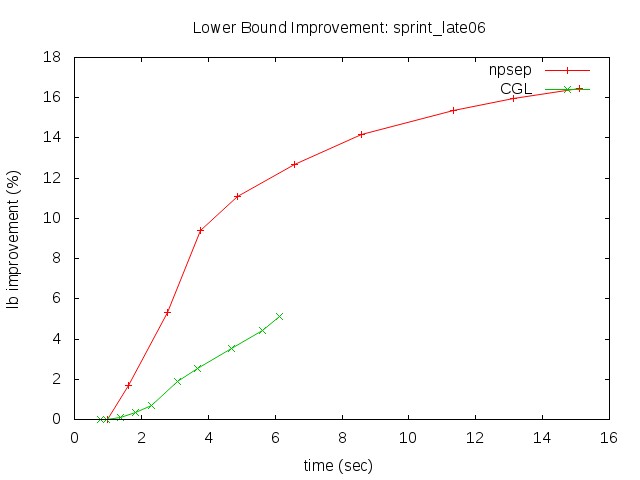 Lower Bound Improvement: sprint_late06
18
16
14
12
10
8
6
4
2
0
lb improvement (%)
npsep
CGL
0 2 4 6 8 10 12 14 16
time (sec)